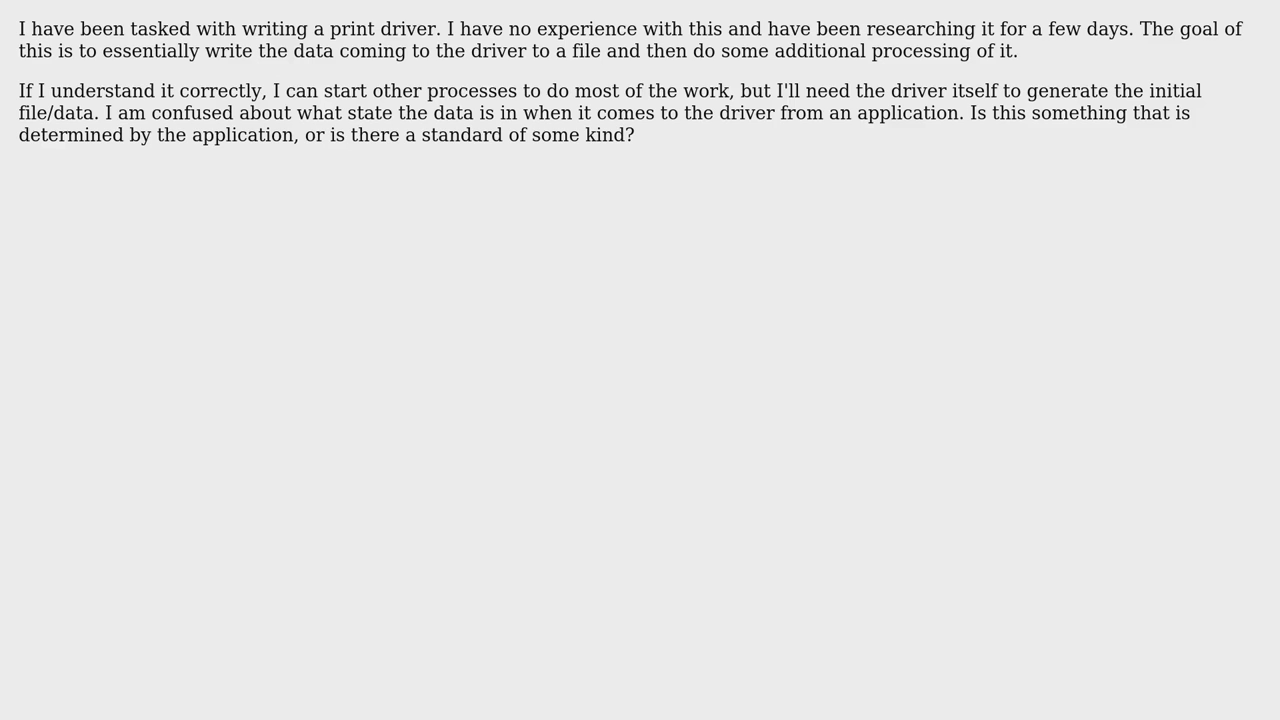 I have been tasked with writing a print driver. I have no experience with this and have been researching it for a few days. The goal of
this is to essentially write the data coming to the driver to a file and then do some additional processing of it.
If I understand it correctly, I can start other processes to do most of the work, but I'll need the driver itself to generate the initial
file/data. I am confused about what state the data is in when it comes to the driver from an application. Is this something that is
determined by the application, or is there a standard of some kind?